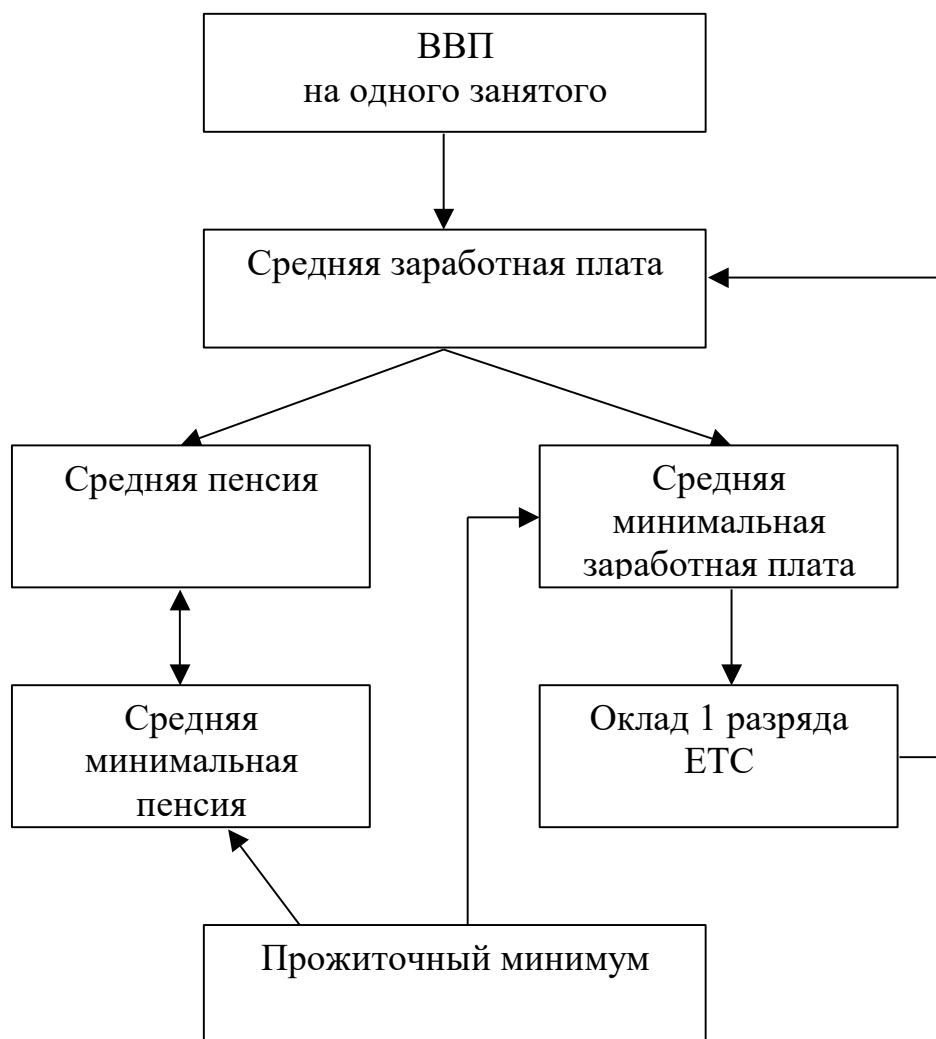 ВВП
на одного занятого
Средняя заработная плата
Средняя пенсия
Средняя
минимальная
заработная плата
Средняя
минимальная
пенсия
Оклад 1 разряда
ЕТС
Прожиточный минимум